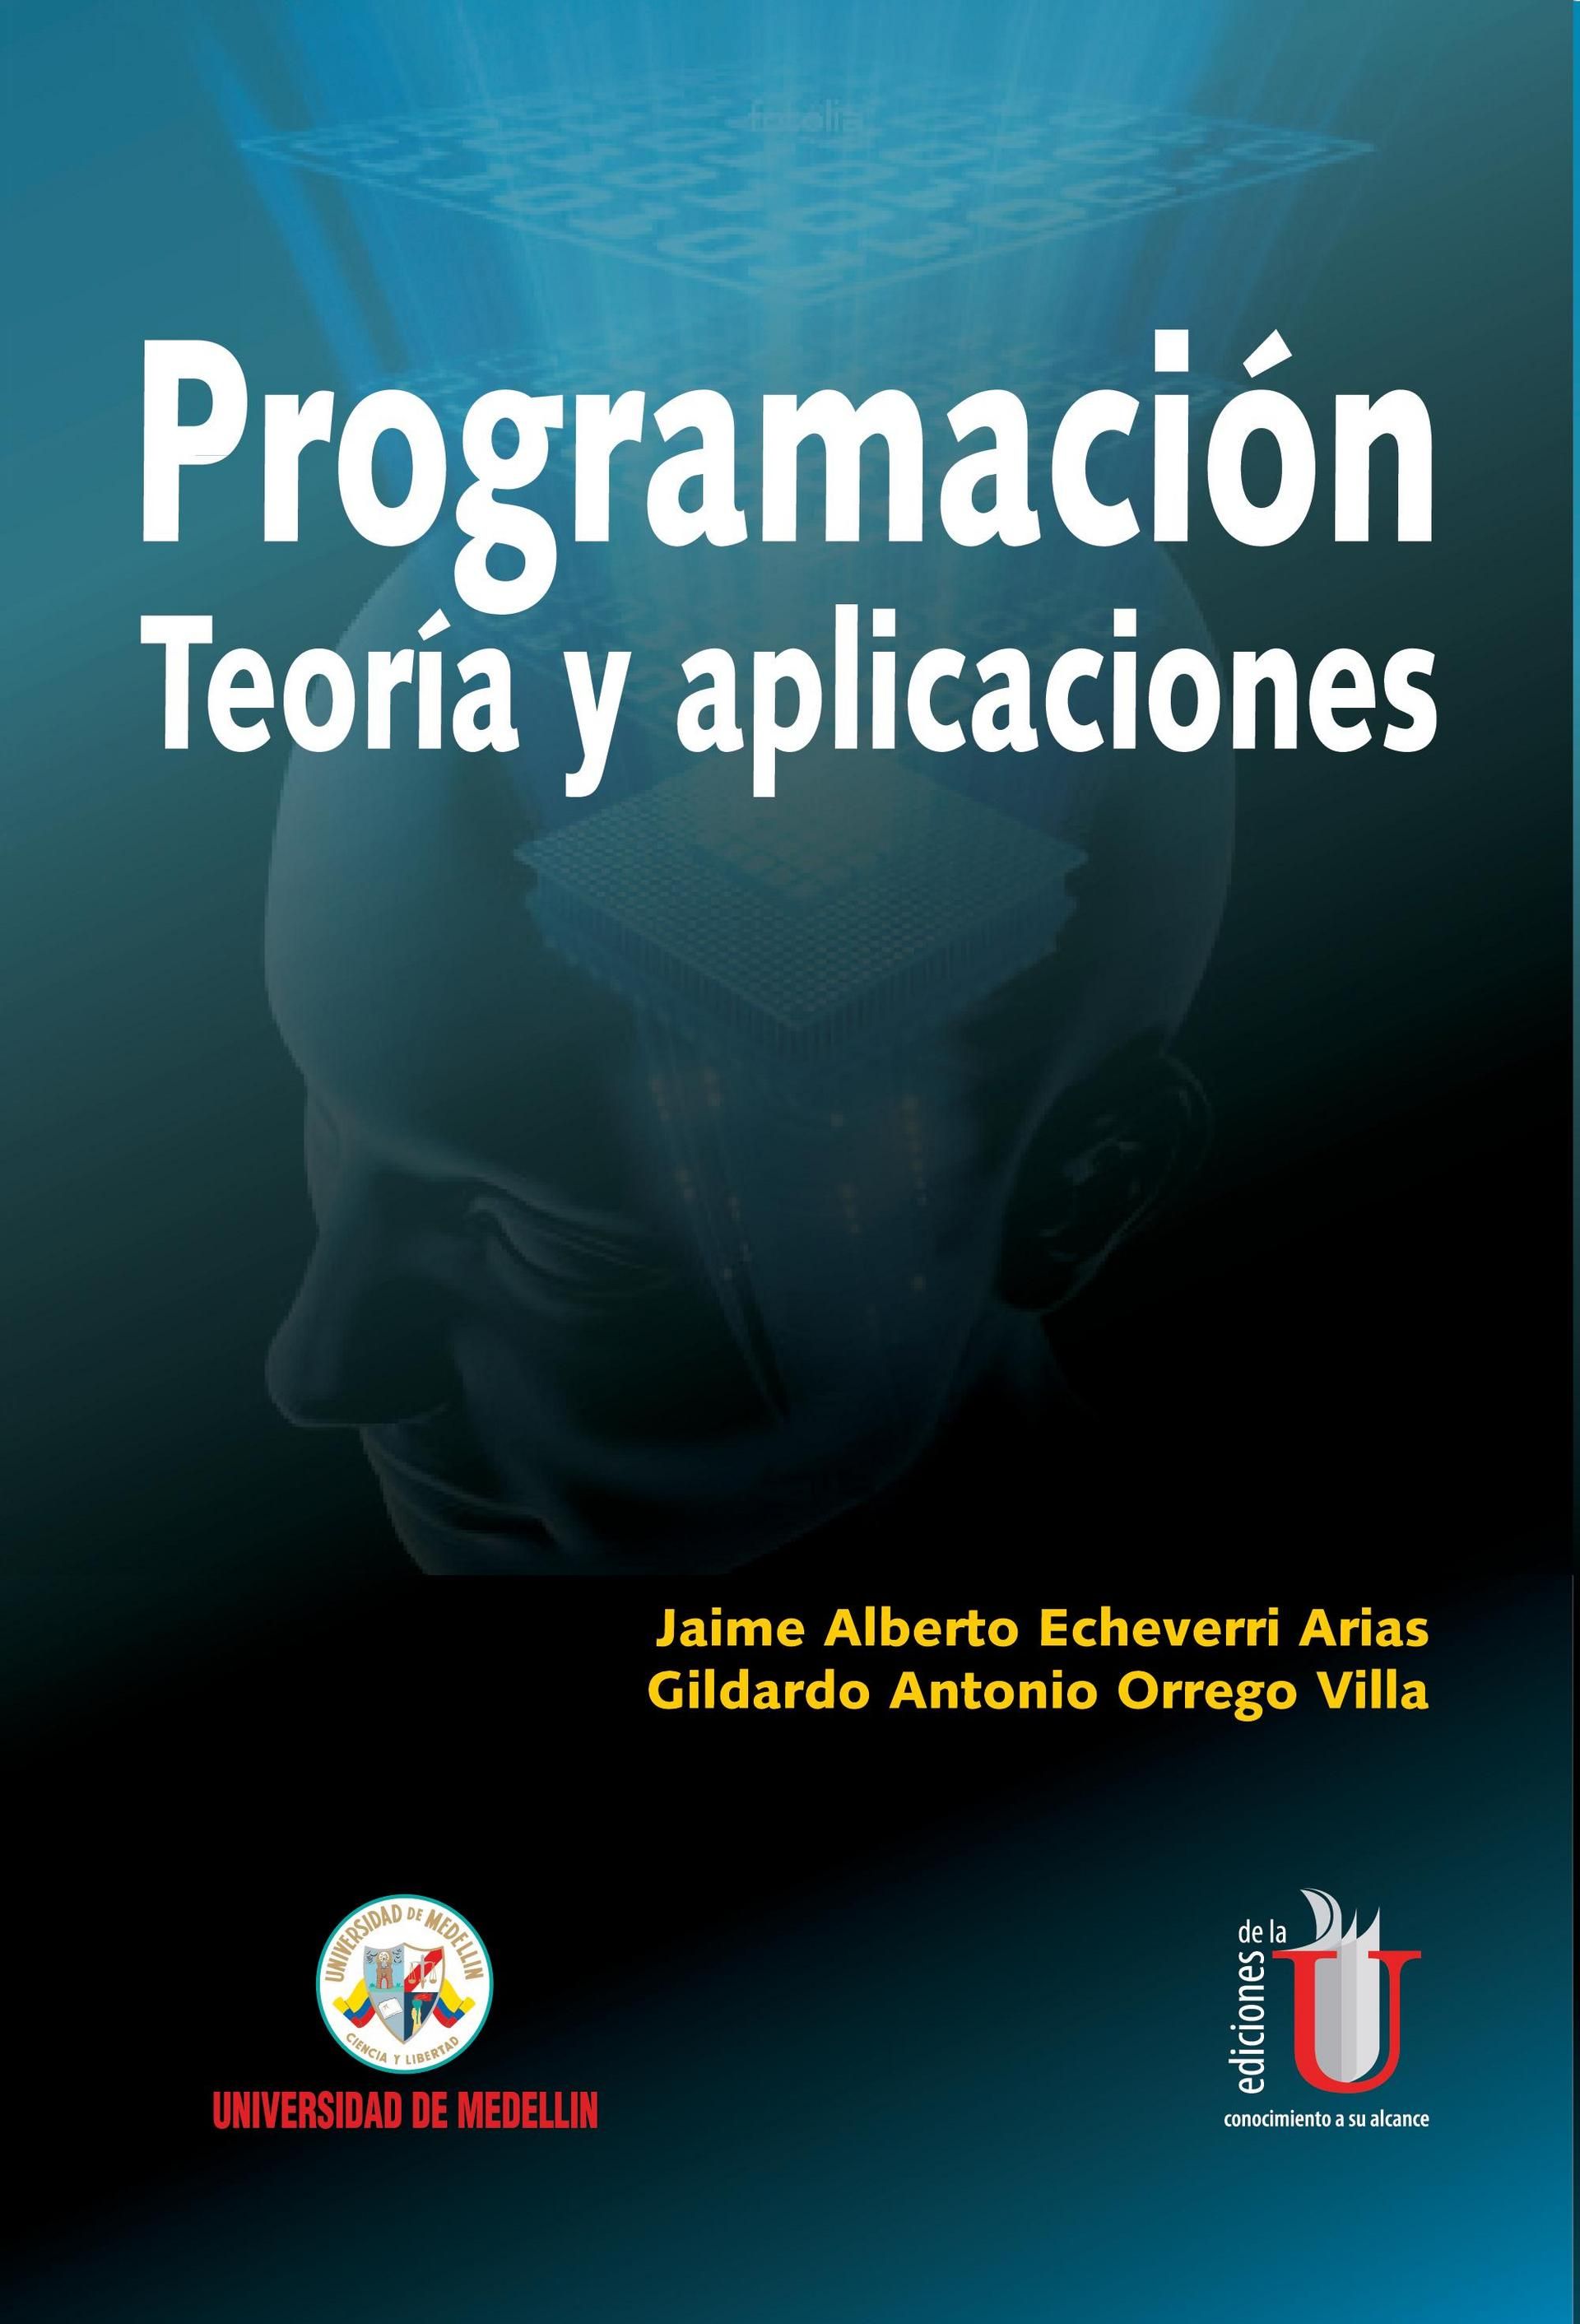 fotolia
Programación
Teoría y aplicaciones
Jaime Alberto Echeverri Arias
Gildardo Antonio Orrego Villa
UNIVERSIDAD DE MEDELLIN
CIENCIA Y LIBERTAD
UNIVERSIDAD DE MEDELLIN
ediciones de la
U
conocimiento a su alcance